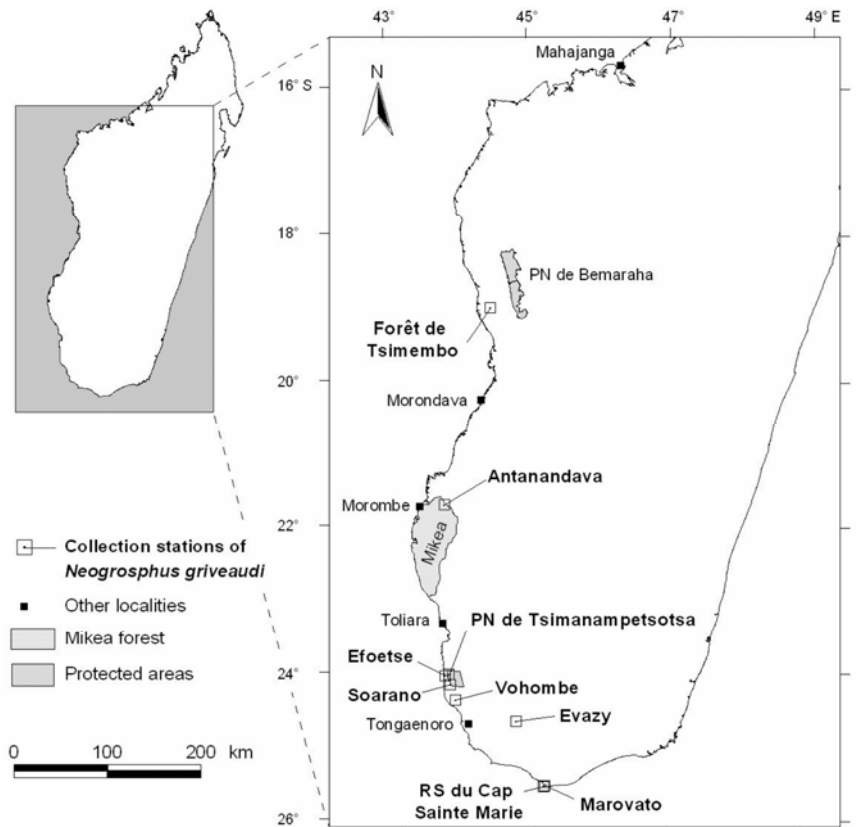 43°
45°
47°
49° E
Mahajanga
16° S
N
18°
PN de Bemaraha
Forêt de
Tsimembo
20°
Morondava
Antanandava
Morombe
22°
Mikea
Collection stations of
Neogrosphus griveaudi
Other localities
Mikea forest
Protected areas
Toliara
PN de Tsimanampetsotsa
Efoetse
24°
Soarano
Vohombe
Evazy
Tongaenoro
0 100 200 km
RS du Cap
Sainte Marie
Marovato
26°